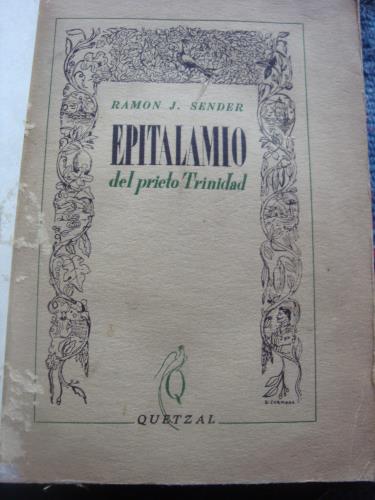 RAMON J. SENDER
EPITALAMIO
del prieto Trinidad
Q
QUETZAL